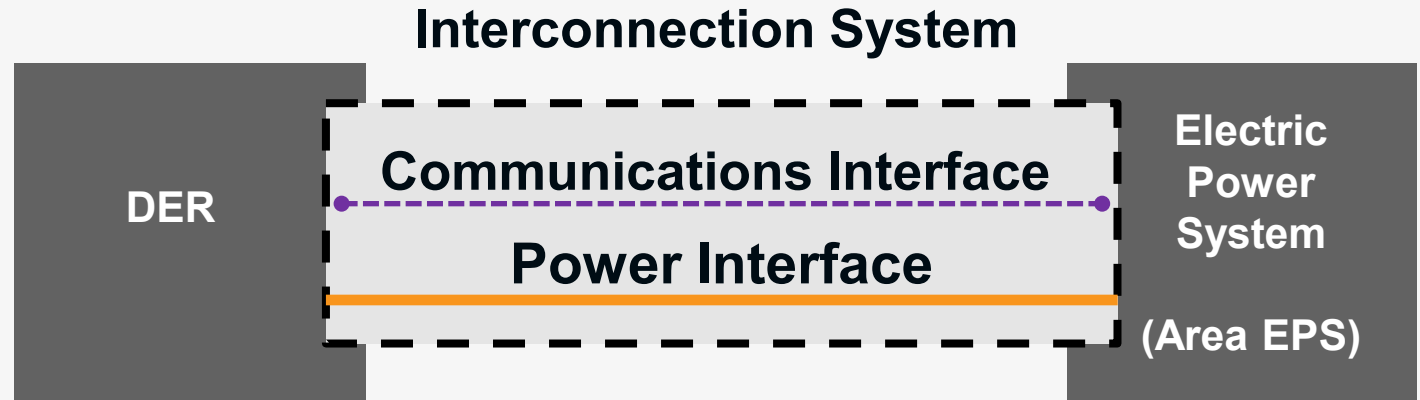 Interconnection System
DER
Communications Interface
Power Interface
Electric
Power
System
(Area EPS)